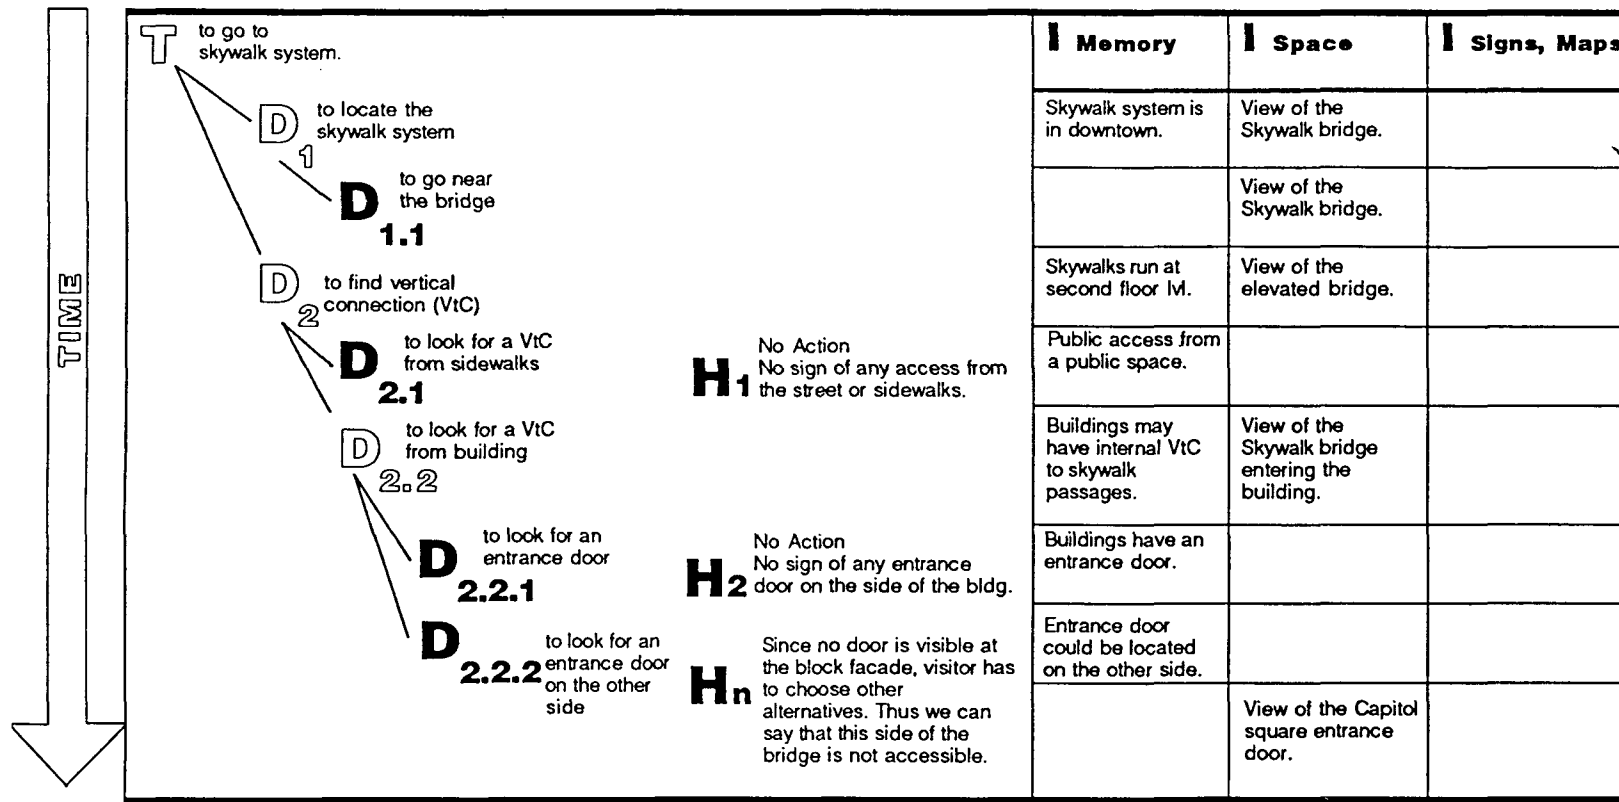 TIME
T to go to
skywalk system.
D1 to locate the
skywalk system
D1.1 to go near
the bridge
D2 to find vertical
connection (VtC)
D2.1 to look for a VtC
from sidewalks
H1 No Action
No sign of any access from
the street or sidewalks.
D2.2 to look for a VtC
from building
D2.2.1 to look for an
entrance door
H2 No Action
No sign of any entrance
door on the side of the bldg.
D2.2.2 to look for an
entrance door
on the other
side
Hn Since no door is visible at
the block facade, visitor has
to choose other
alternatives. Thus we can
say that this side of the
bridge is not accessible.
I Memory
I Space
I Signs, Maps
Skywalk system is
in downtown.
View of the
Skywalk bridge.
View of the
Skywalk bridge.
Skywalks run at
second floor lvl.
View of the
elevated bridge.
Public access from
a public space.
Buildings may
have internal VtC
to skywalk
passages.
View of the
Skywalk bridge
entering the
building.
Buildings have an
entrance door.
Entrance door
could be located
on the other side.
View of the Capitol
square entrance
door.